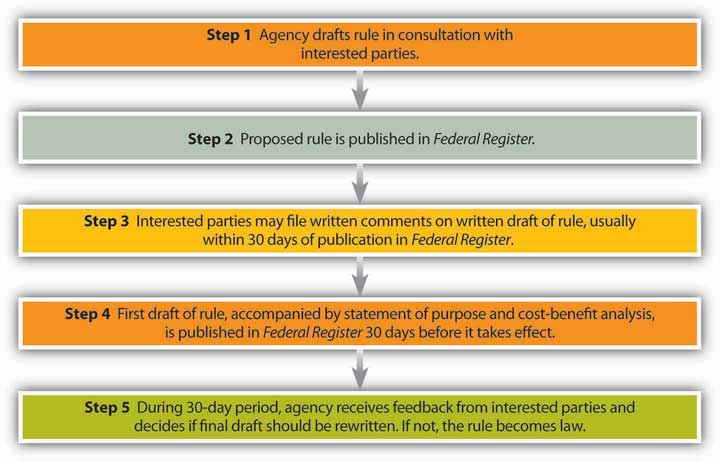 Step 1 Agency drafts rule in consultation with
interested parties.
Step 2 Proposed rule is published in Federal Register.
Step 3 Interested parties may file written comments on written draft of rule, usually
within 30 days of publication in Federal Register.
Step 4 First draft of rule, accompanied by statement of purpose and cost-benefit analysis,
is published in Federal Register 30 days before it takes effect.
Step 5 During 30-day period, agency receives feedback from interested parties and
decides if final draft should be rewritten. If not, the rule becomes law.